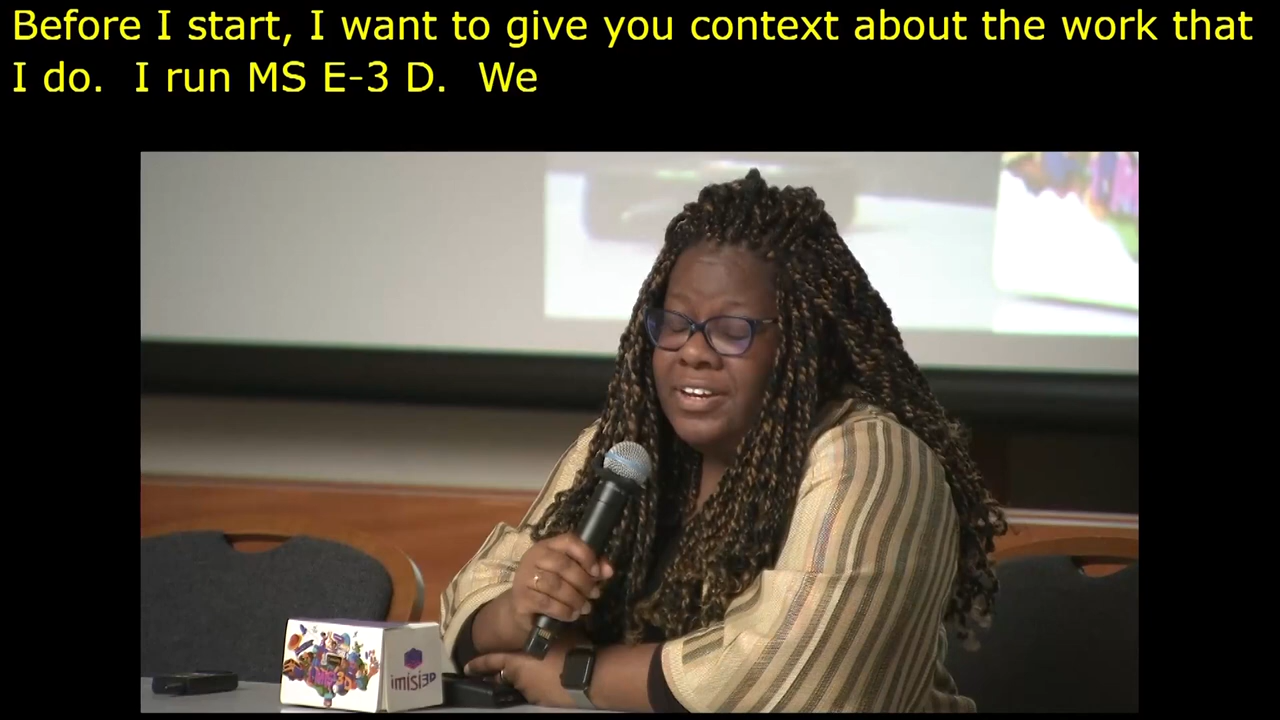 Before I start, I want to give you context about the work that
I do.  I run MS E-3 D.  We
imisi3D